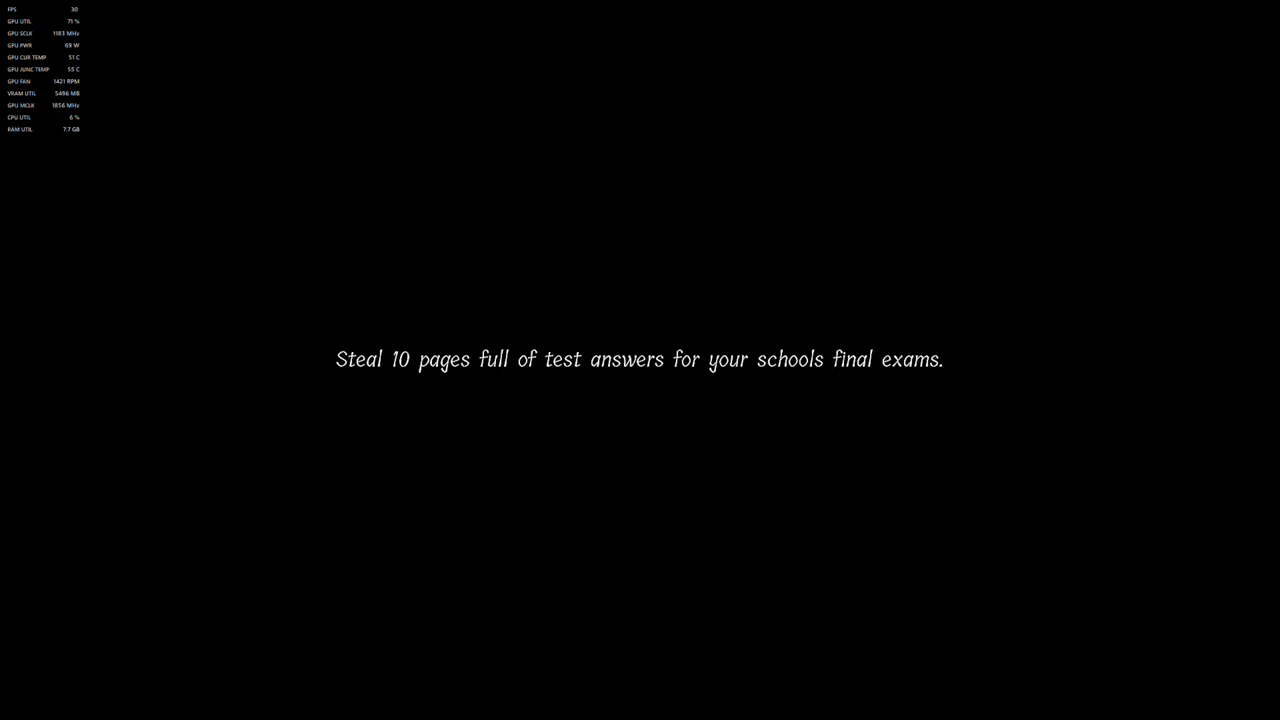 FPS 30
GPU UTIL 71 %
GPU SCLK 1183 MHz
GPU PWR 69 W
GPU CUR TEMP 51 C
GPU JUNC TEMP 55 C
GPU FAN 1421 RPM
VRAM UTIL 5496 MB
GPU MCLK 1856 MHz
CPU UTIL 6 %
RAM UTIL 7.7 GB
Steal 10 pages full of test answers for your schools final exams.